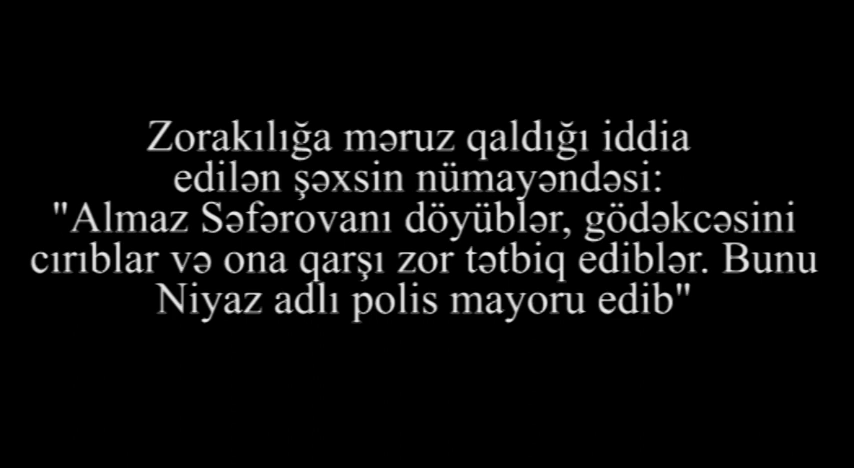 Zorakılığa məruz qaldığı iddia
edilən şəxsin nümayəndəsi:
"Almaz Səfərovanı döyüblər, gödəkcəsini
cırıblar və ona qarşı zor tətbiq ediblər. Bunu
Niyaz adlı polis mayoru edib"